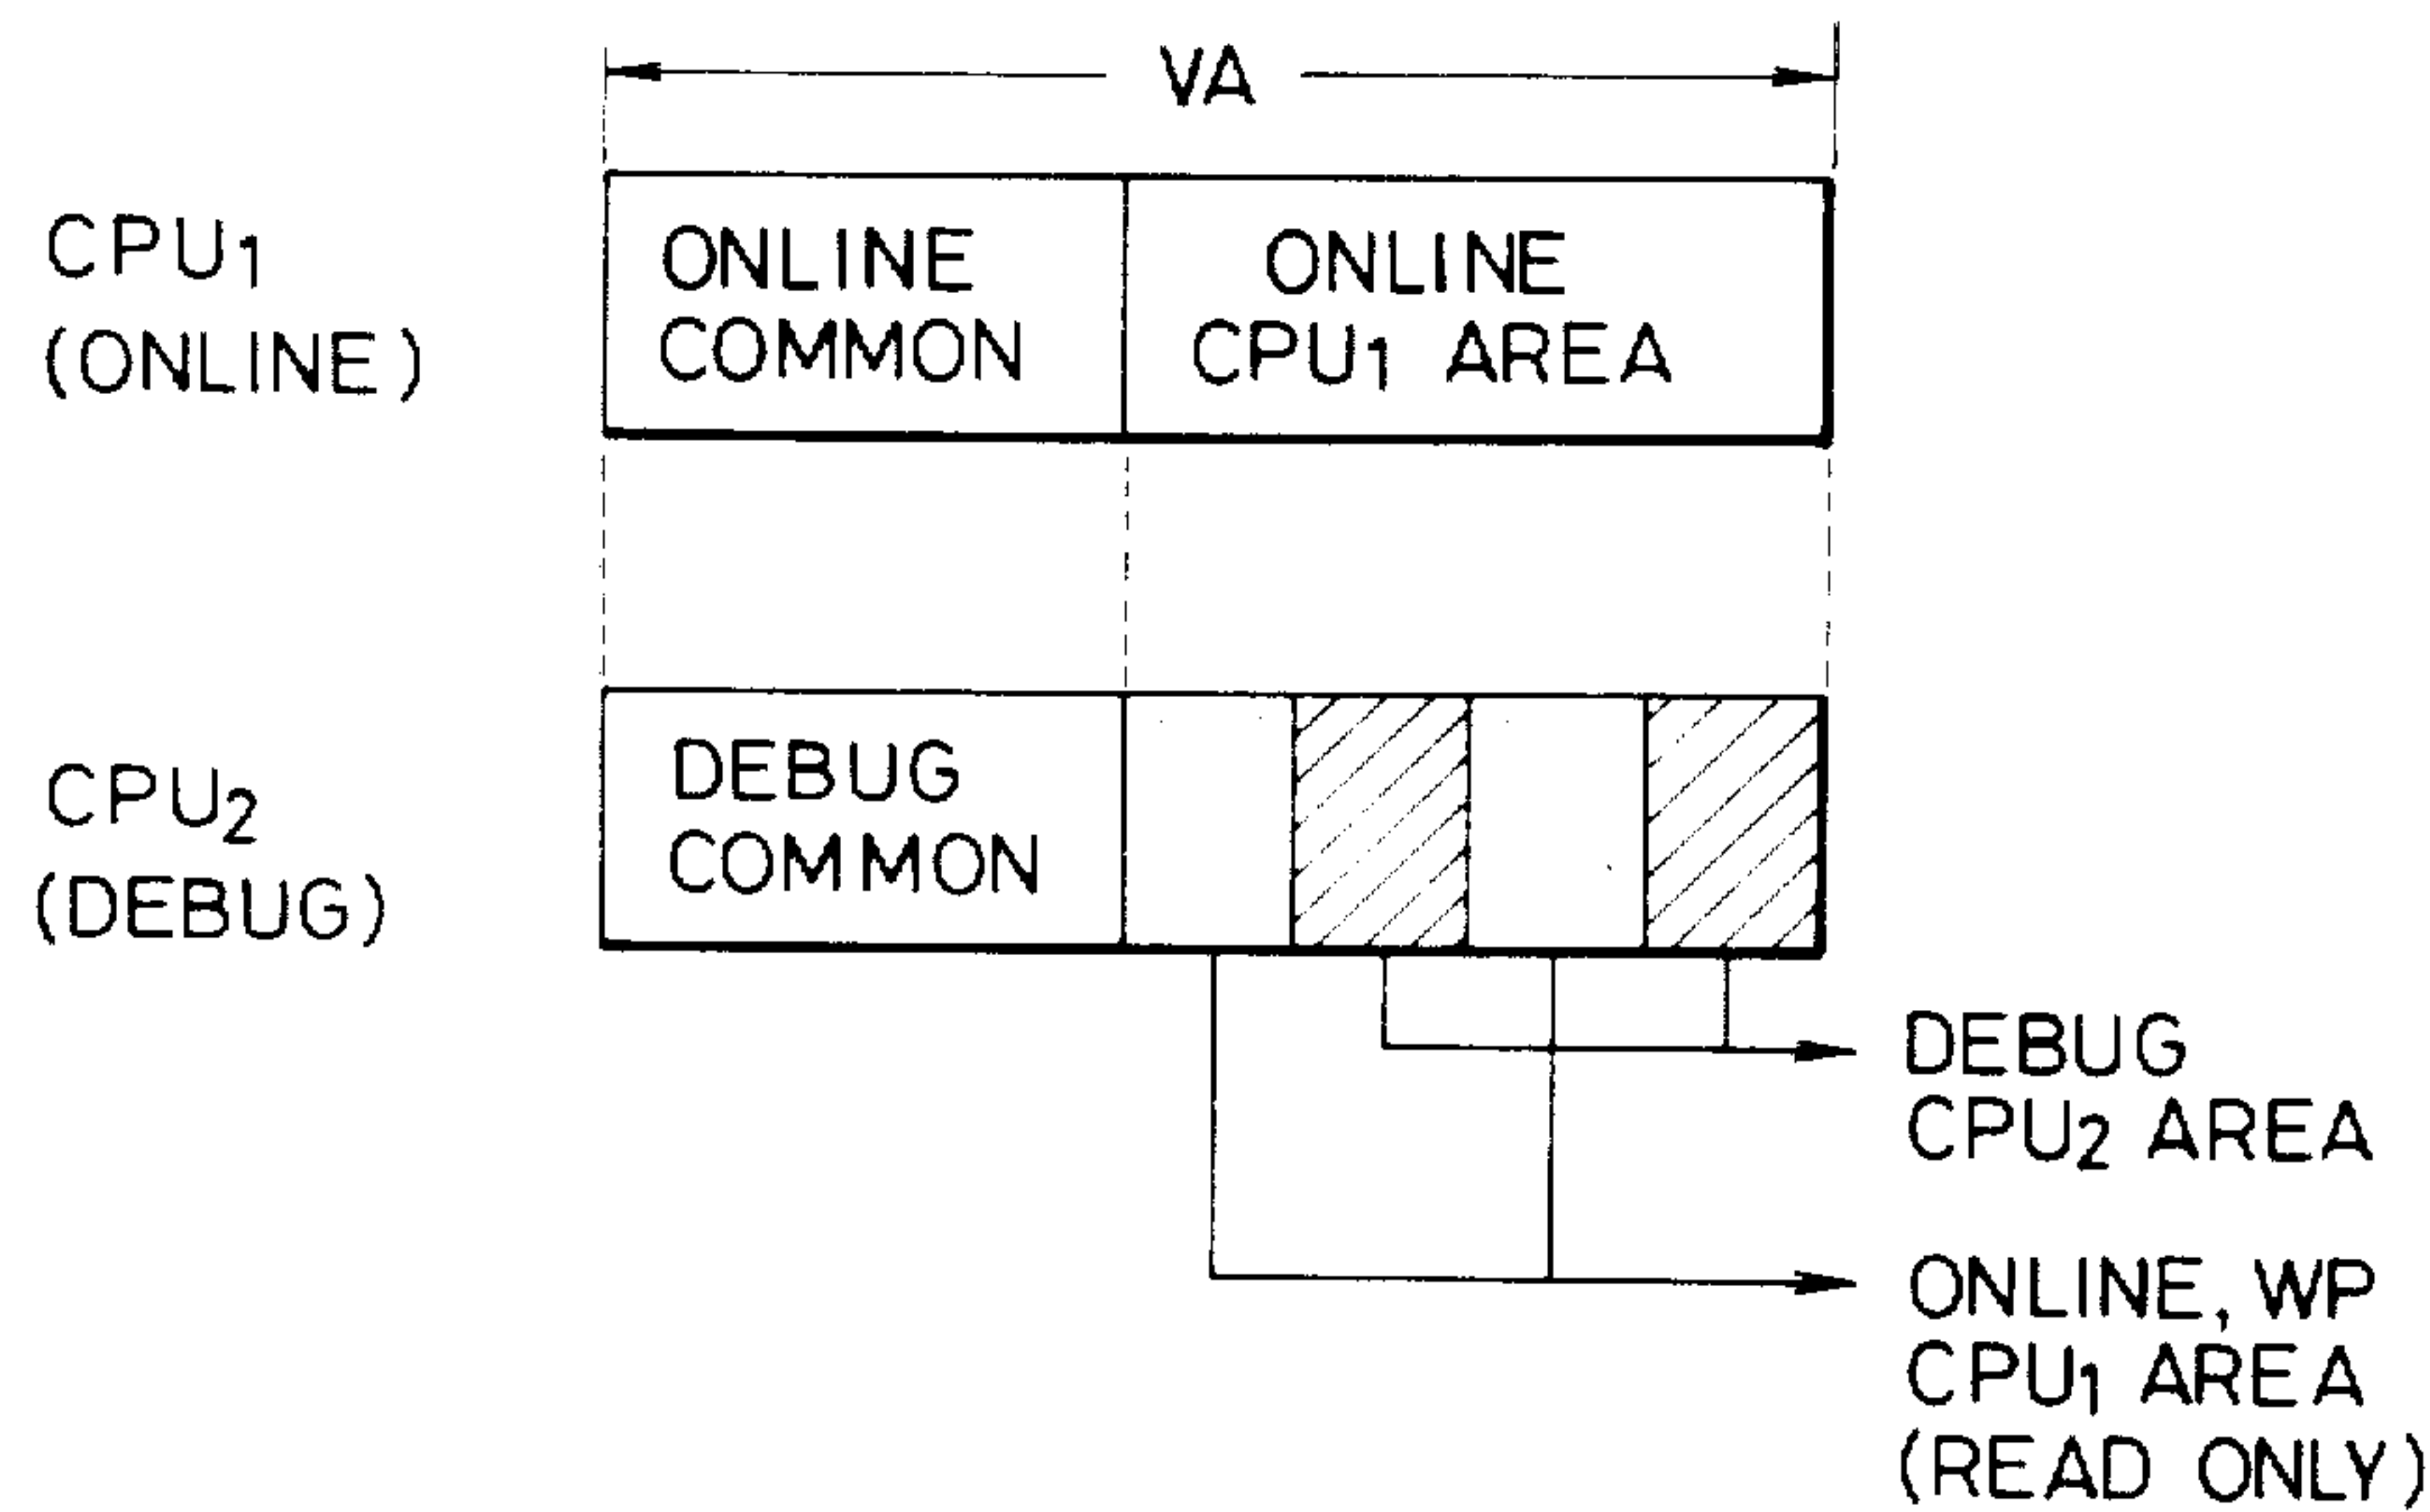 VA
CPU1
(ONLINE)
ONLINE
COMMON
ONLINE
CPU1 AREA
CPU2
(DEBUG)
DEBUG
COMMON
DEBUG
CPU2 AREA
ONLINE, WP
CPU1 AREA
(READ ONLY)